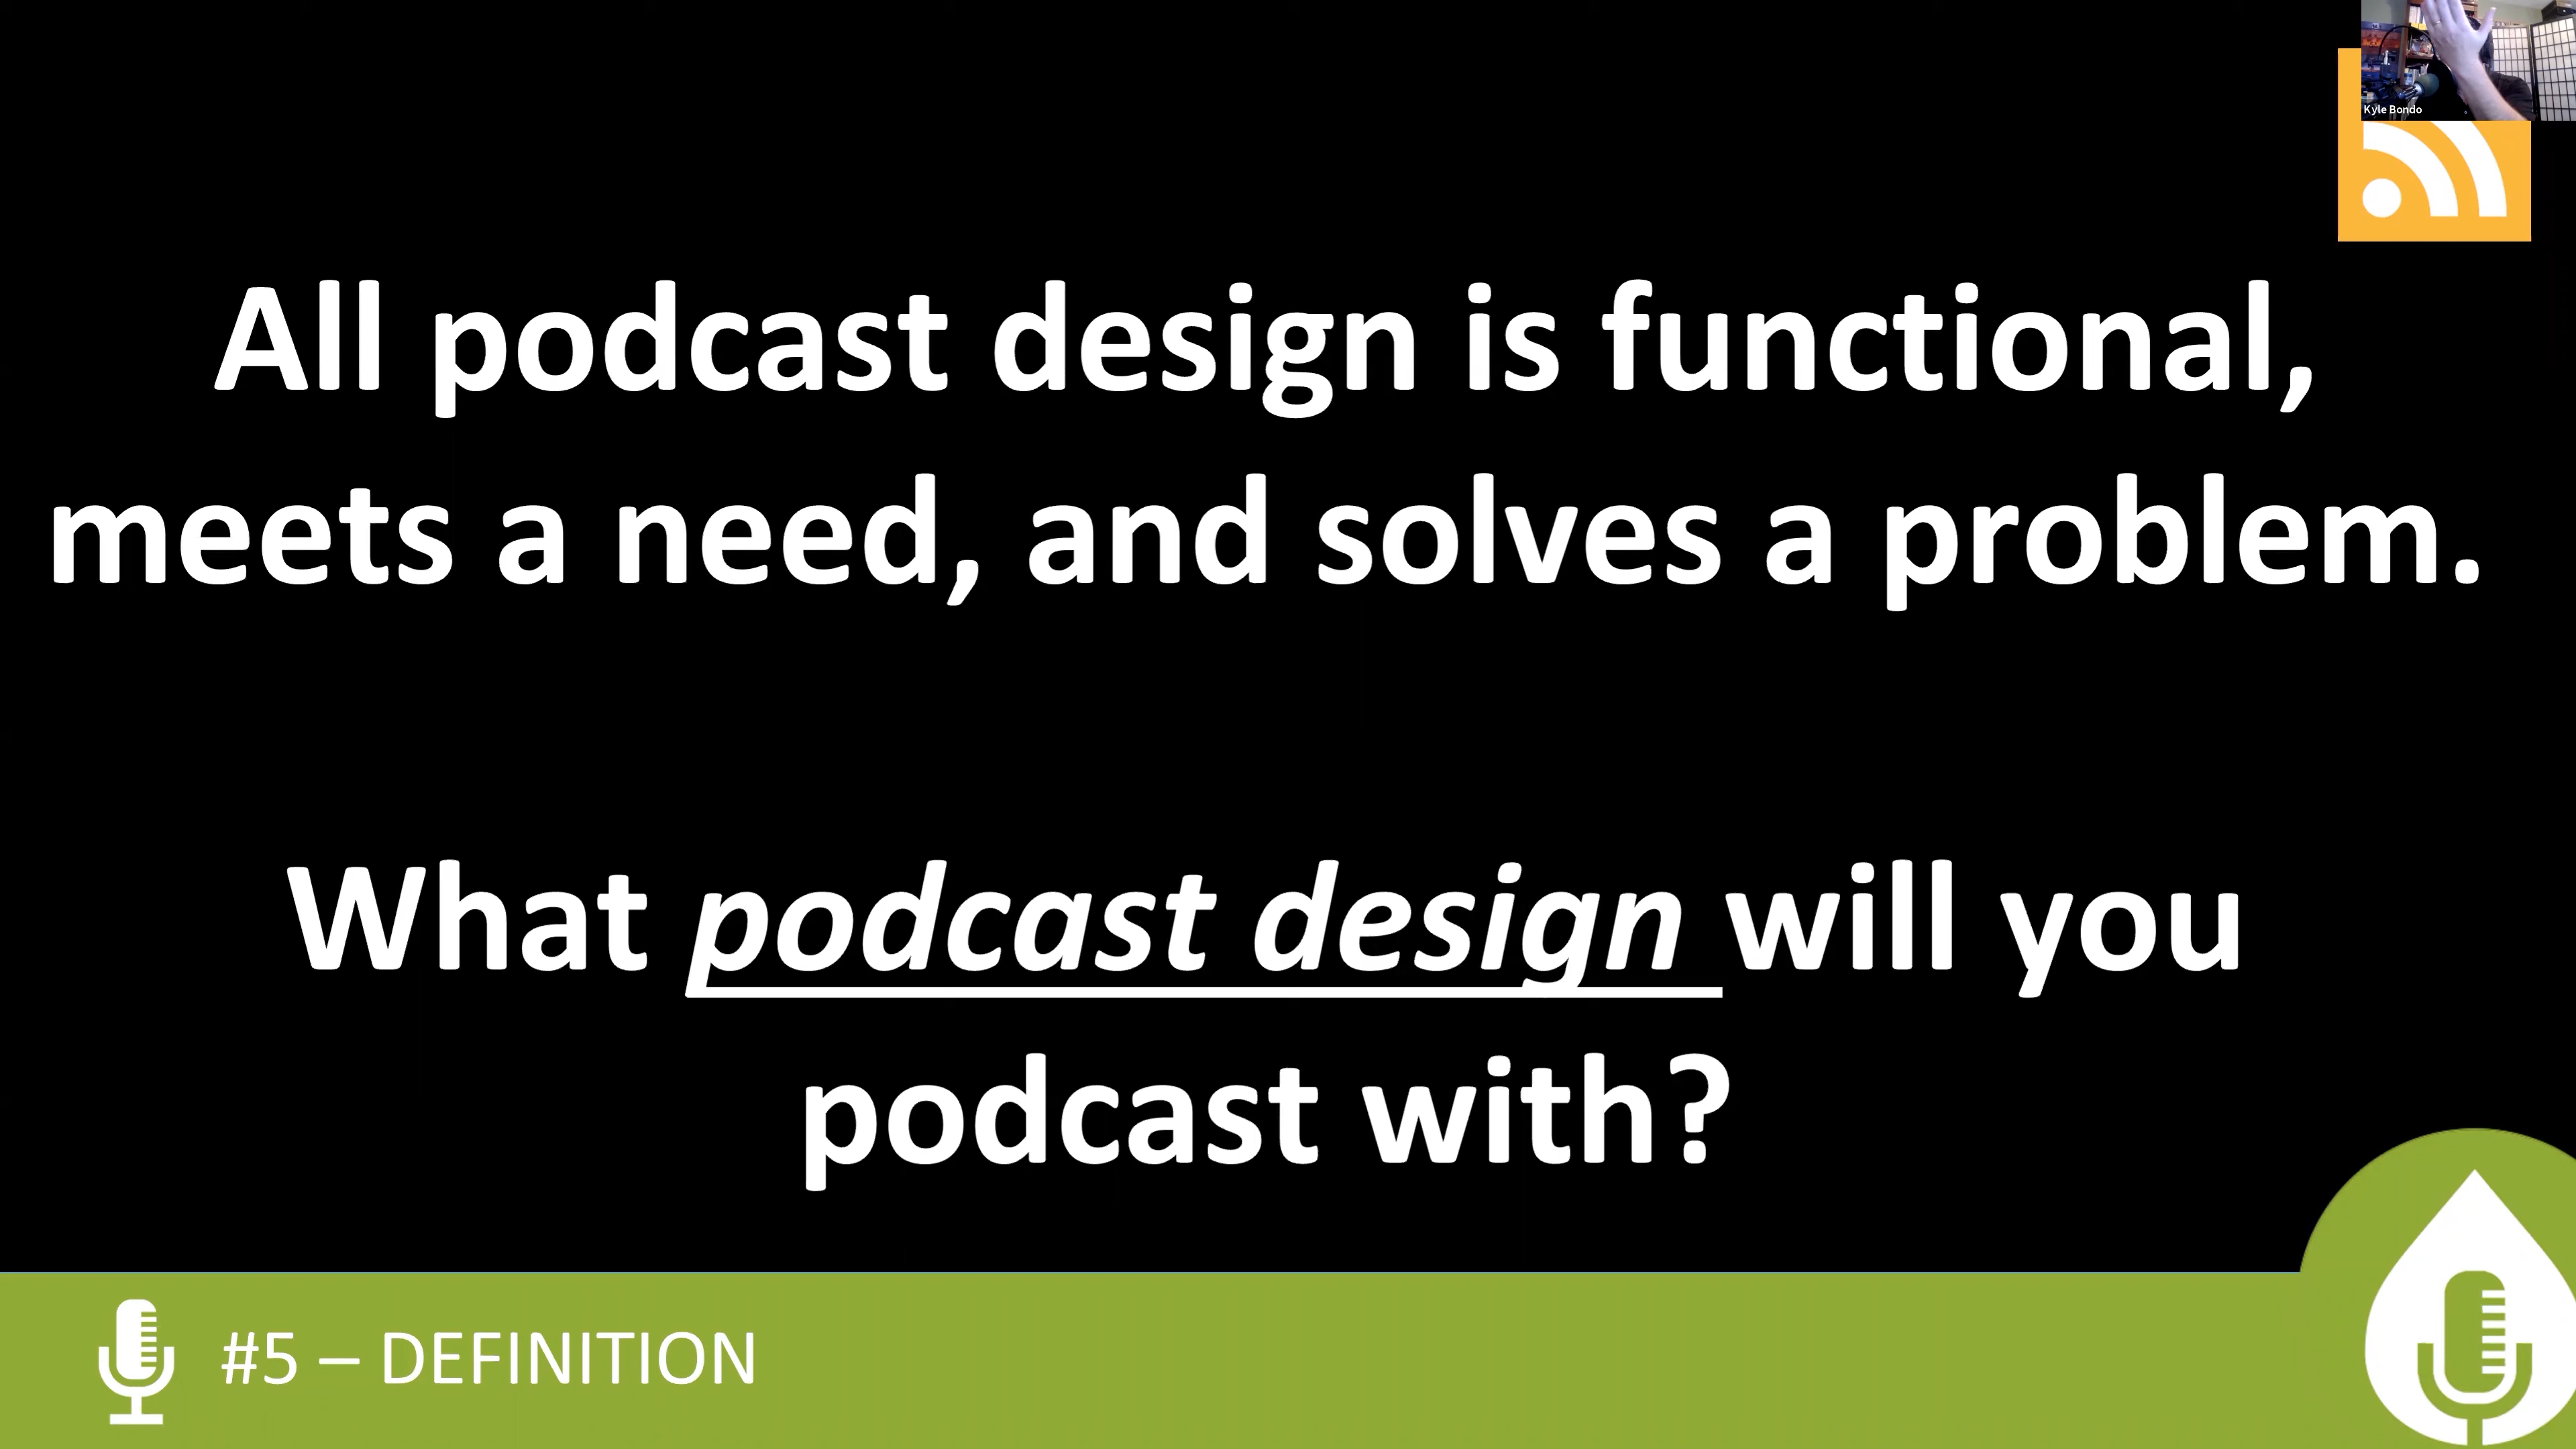 Kyle Bondo
All podcast design is functional,
meets a need, and solves a problem.
What podcast design will you
podcast with?
#5 – DEFINITION